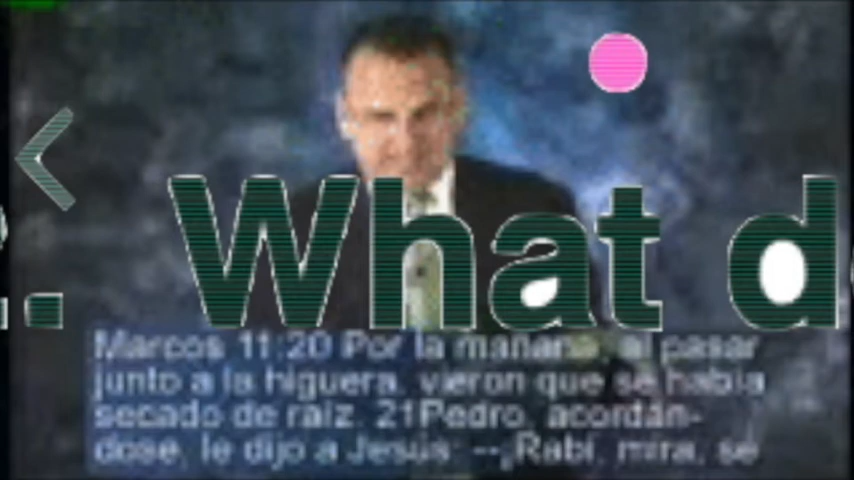 2. What d
Marcos 11:20 Por la mañana, al pasar
junto a la higuera, vieron que se había
secado de raíz. 21Pedro, acordán-
dose, le dijo a Jesús: --¡Rabí, mira, se